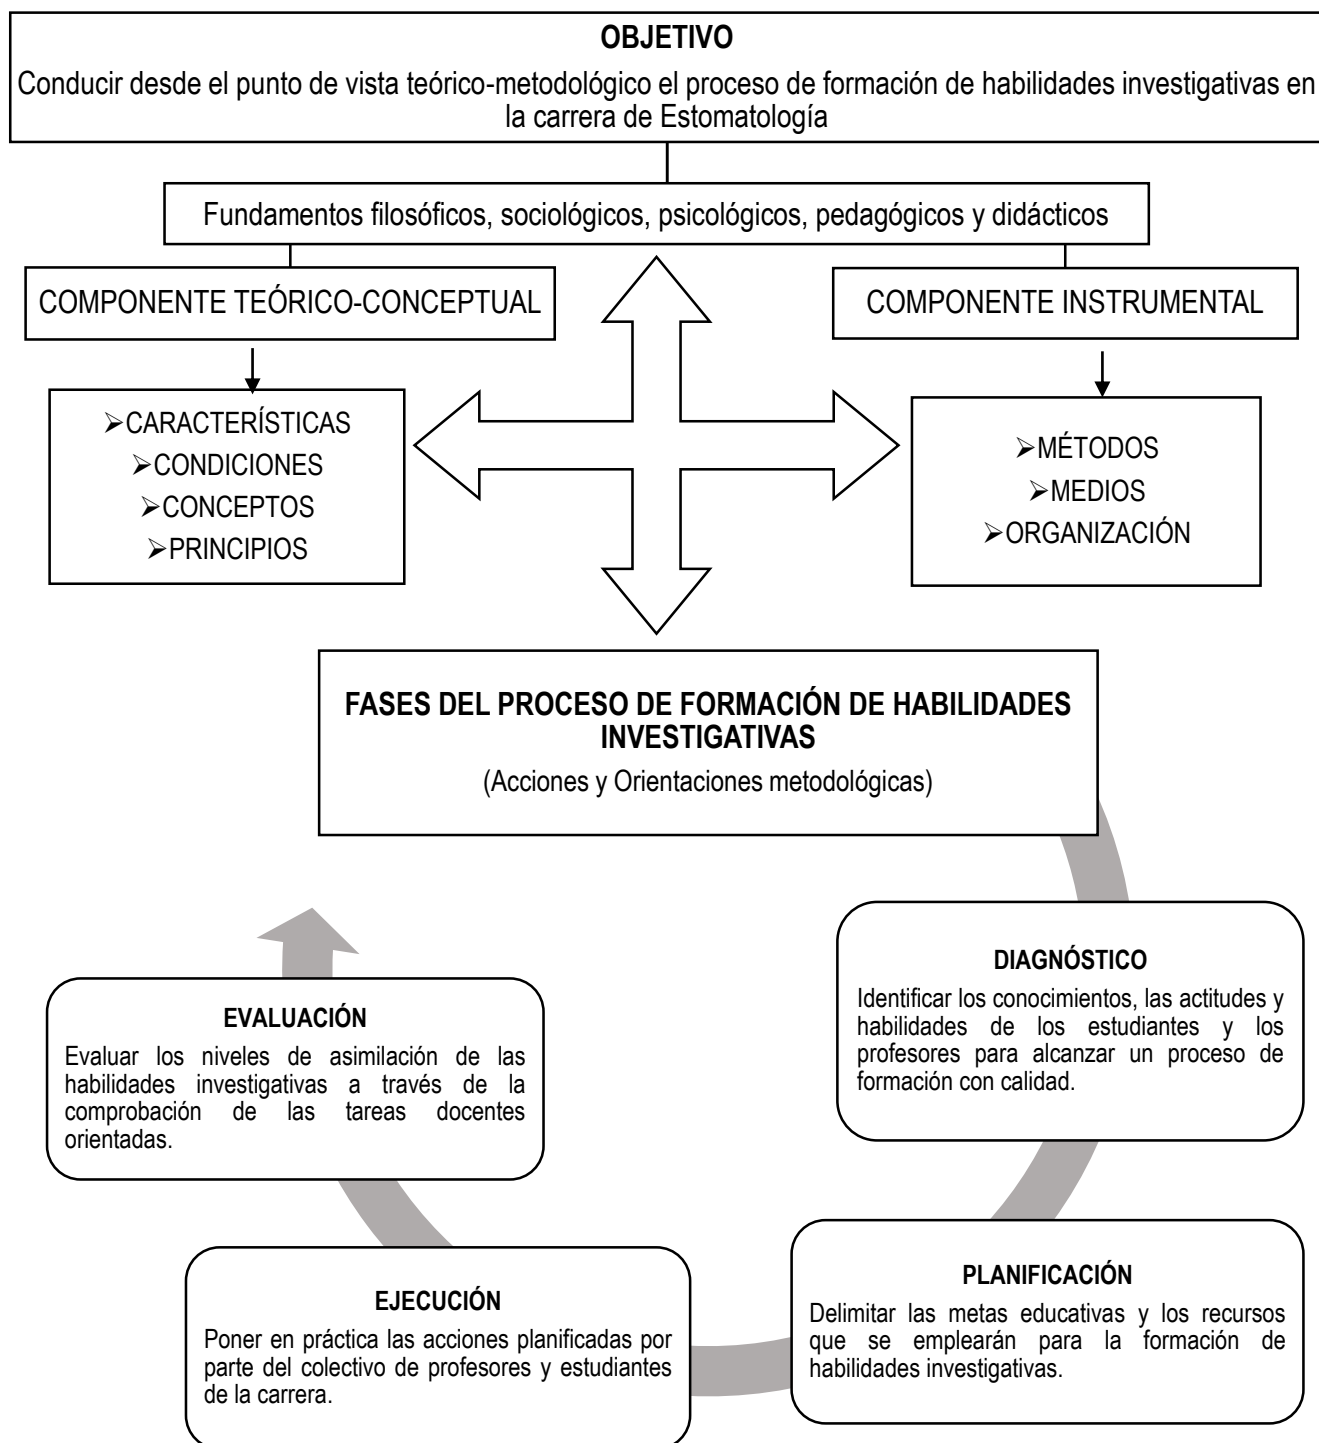 OBJETIVO
Conducir desde el punto de vista teórico-metodológico el proceso de formación de habilidades investigativas en
la carrera de Estomatología
Fundamentos filosóficos, sociológicos, psicológicos, pedagógicos y didácticos
COMPONENTE TEÓRICO-CONCEPTUAL
COMPONENTE INSTRUMENTAL
➢CARACTERÍSTICAS
➢CONDICIONES
➢CONCEPTOS
➢PRINCIPIOS
➢MÉTODOS
➢MEDIOS
➢ORGANIZACIÓN
FASES DEL PROCESO DE FORMACIÓN DE HABILIDADES
INVESTIGATIVAS
(Acciones y Orientaciones metodológicas)
DIAGNÓSTICO
Identificar los conocimientos, las actitudes y
habilidades de los estudiantes y los
profesores para alcanzar un proceso de
formación con calidad.
PLANIFICACIÓN
Delimitar las metas educativas y los recursos
que se emplearán para la formación de
habilidades investigativas.
EJECUCIÓN
Poner en práctica las acciones planificadas por
parte del colectivo de profesores y estudiantes
de la carrera.
EVALUACIÓN
Evaluar los niveles de asimilación de las
habilidades investigativas a través de la
comprobación de las tareas docentes
orientadas.